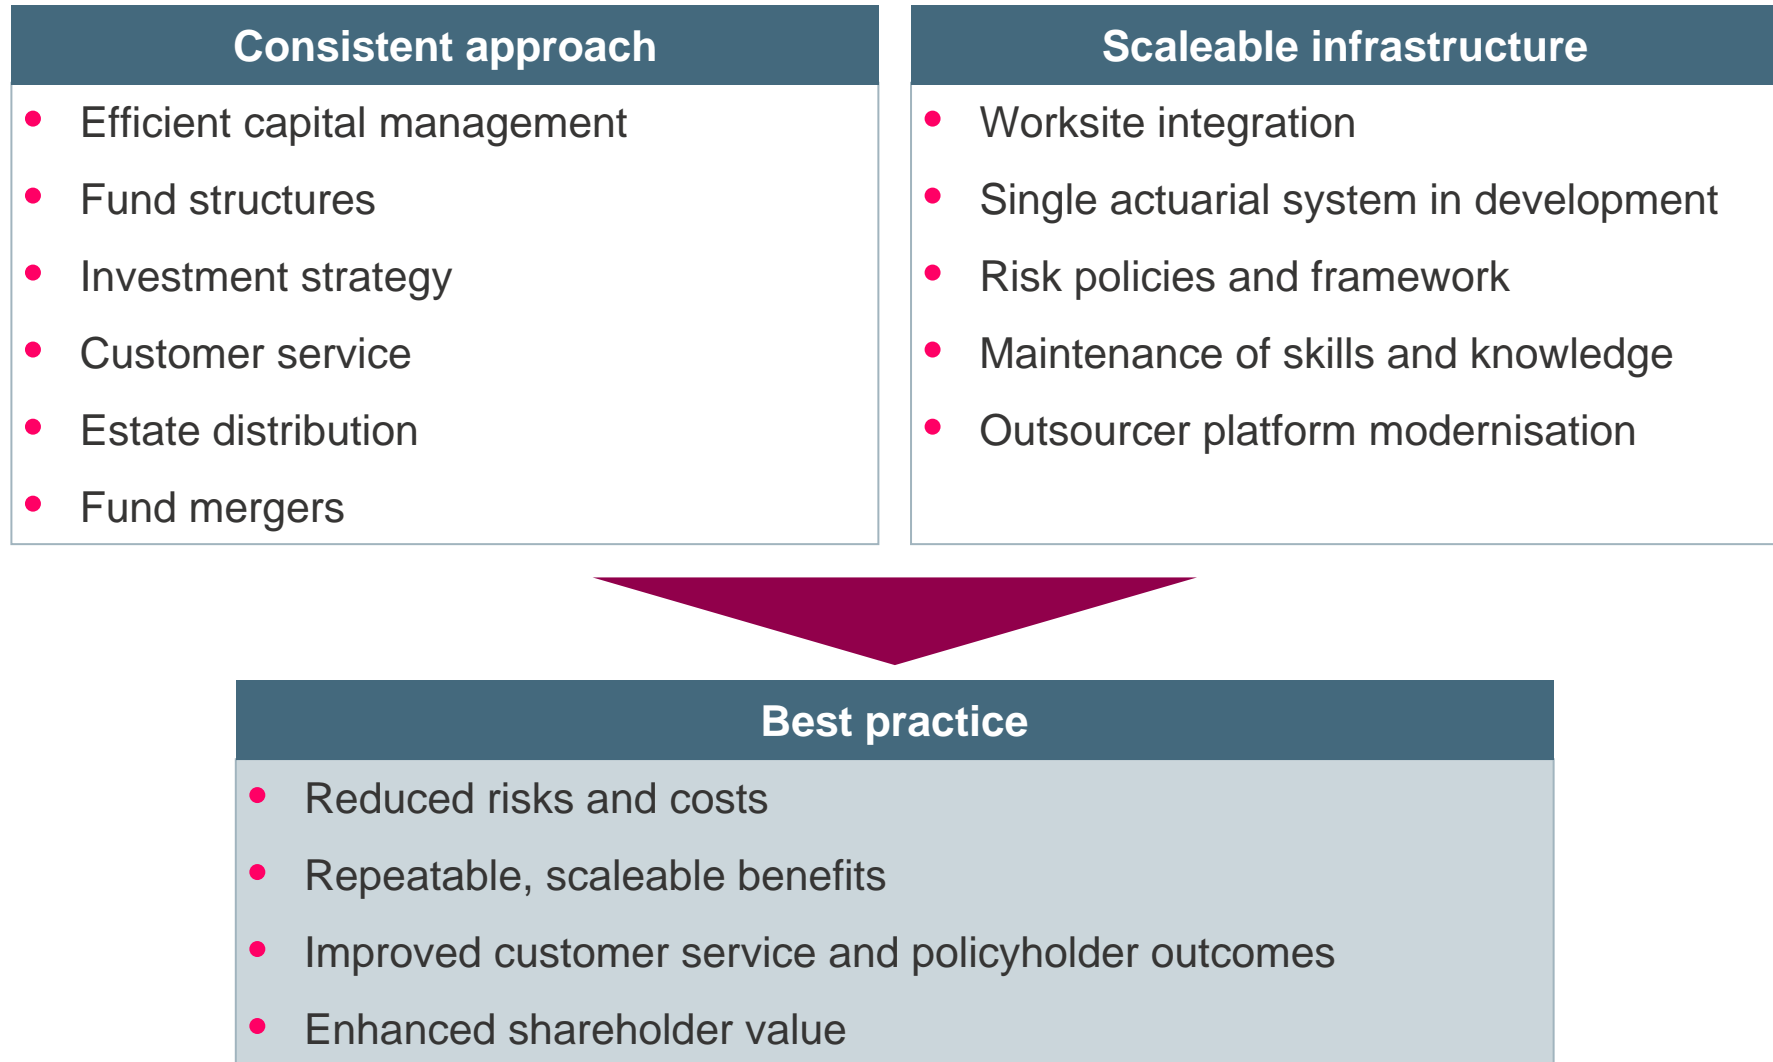 Consistent approach
• Efficient capital management
• Fund structures
• Investment strategy
• Customer service
• Estate distribution
• Fund mergers
Scaleable infrastructure
• Worksite integration
• Single actuarial system in development
• Risk policies and framework
• Maintenance of skills and knowledge
• Outsourcer platform modernisation
Best practice
• Reduced risks and costs
• Repeatable, scaleable benefits
• Improved customer service and policyholder outcomes
• Enhanced shareholder value